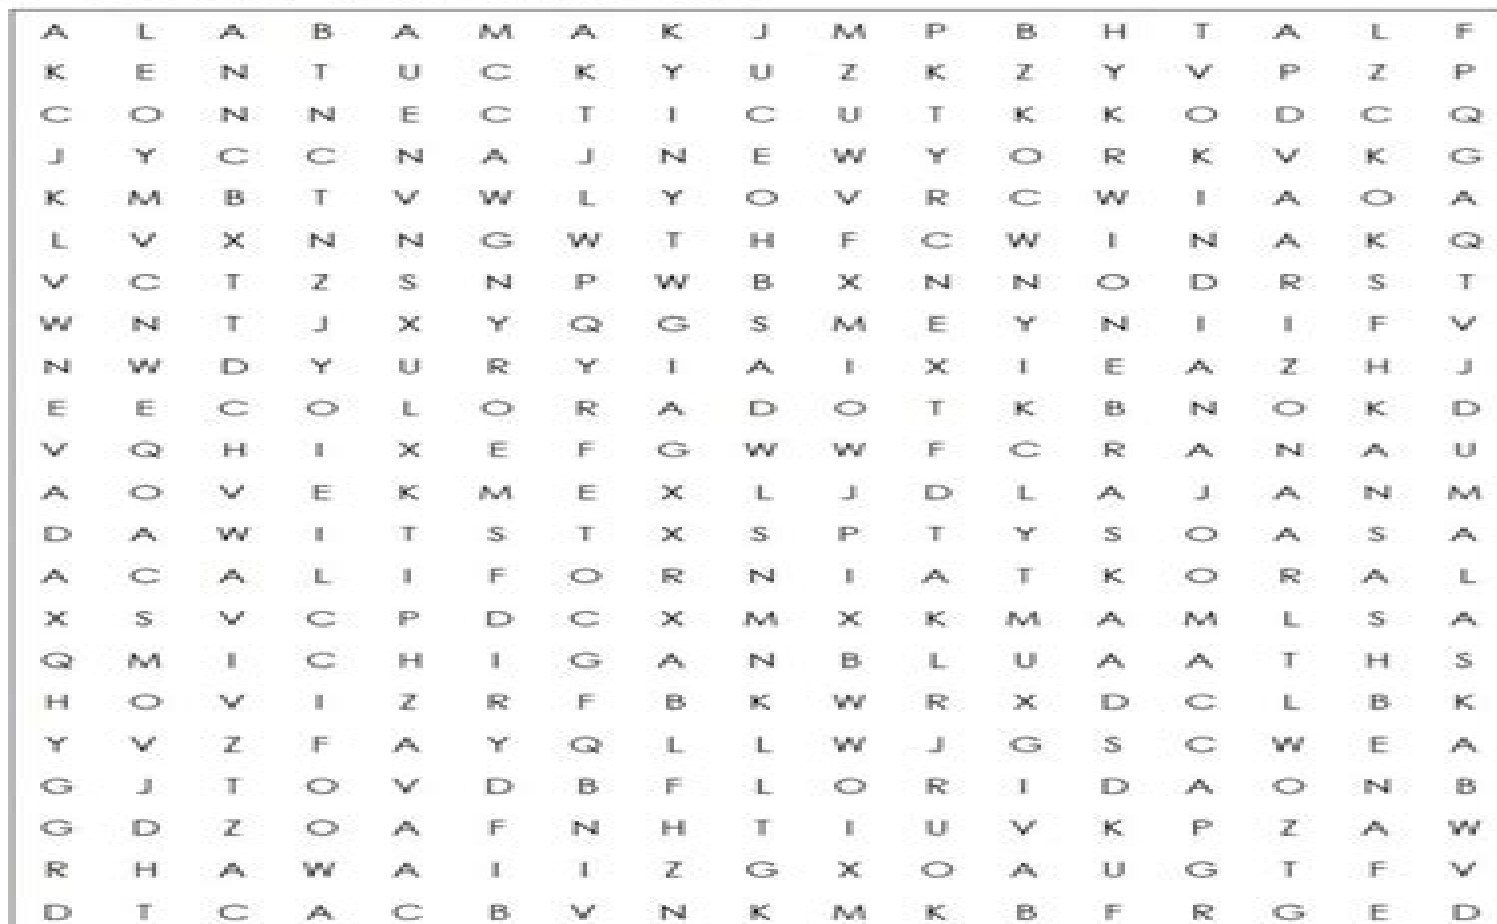 A L A B A M A K J M P B H T A L F
K E N T U C K Y U Z K Z Y V P Z P
C O N N E C T I C U T K K O D C Q
J Y C C N A J N E W Y O R K V K G
K M B T V W L Y O V R C W I A O A
L V X N N G W T H F C W I N A K Q
V C T Z S N P W B X N N O D R S T
W N T J X Y Q G S M E Y N I I F V
N W D Y U R Y I A I X I E A Z H J
E E C O L O R A D O T K B N O K D
V Q H I X E F G W W F C R A N A U
A O V E K M E X L J D L A J A N M
D A W I T S T X S P T Y S O A S A
A C A L I F O R N I A T K O R A L
X S V C P D C X M X K M A M L S A
Q M I C H I G A N B L U A A T H S
H O V I Z R F B K W R X D C L B K
Y V Z F A Y Q L L W J G S C W E A
G J T O V D B F L O R I D A O N B
G D Z O A F N H T I U V K P Z A W
R H A W A I I Z G X O A U G T F V
D T C A C B V N K M K B F R G E D